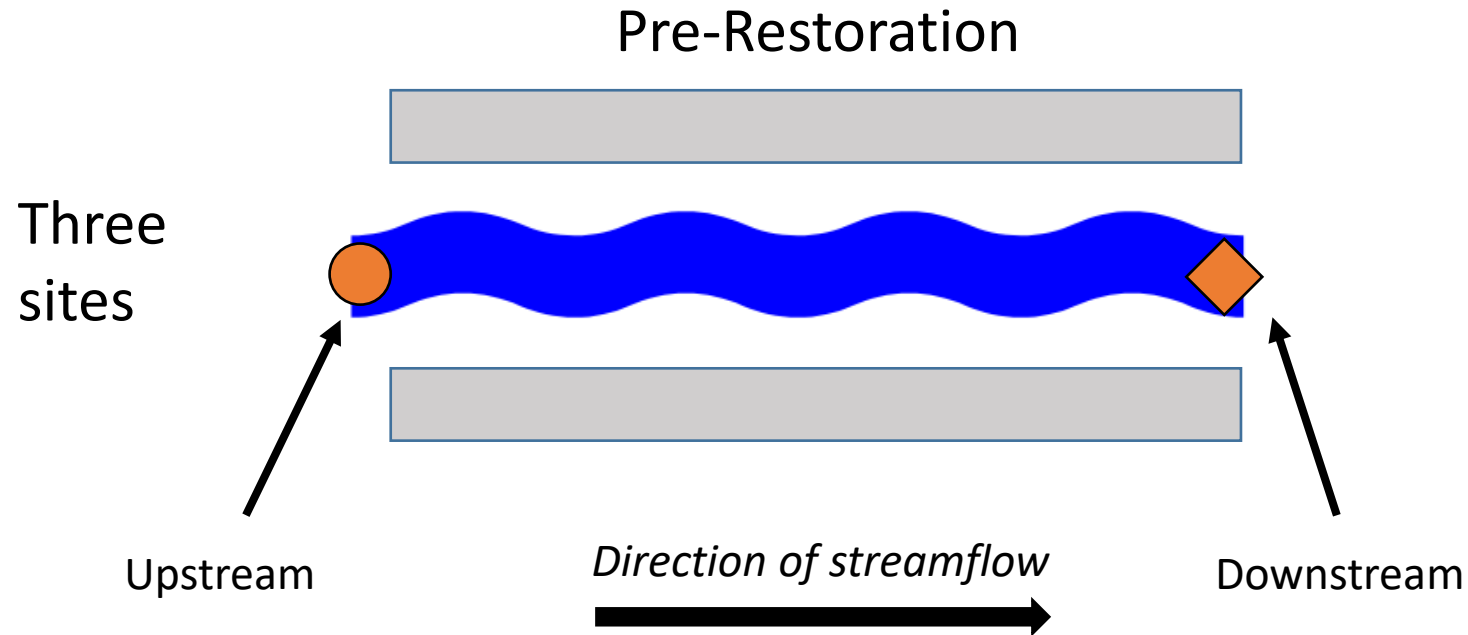 Pre-Restoration
Three
sites
Upstream
Direction of streamflow
Downstream